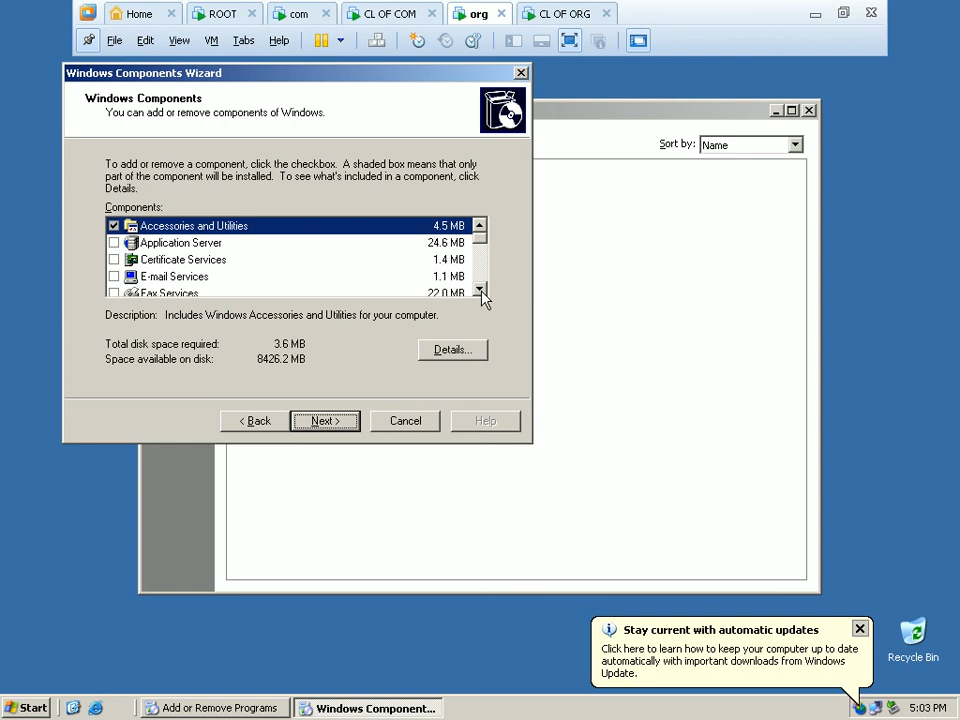 Home
ROOT
com
CL OF COM
org
CL OF ORG
File
Edit
View
VM
Tabs
Help
Windows Components Wizard
Windows Components
You can add or remove components of Windows.
To add or remove a component, click the checkbox. A shaded box means that only
part of the component will be installed. To see what's included in a component, click
Details.
Components:
Accessories and Utilities 4.5 MB
Application Server 24.6 MB
Certificate Services 1.4 MB
E-mail Services 1.1 MB
Fax Services 22.0 MB
Description: Includes Windows Accessories and Utilities for your computer.
Total disk space required: 3.6 MB
Space available on disk: 8426.2 MB
Details...
< Back
Next >
Cancel
Help
Sort by: Name
Stay current with automatic updates
Click here to learn how to keep your computer up to date
automatically with important downloads from Windows
Update.
Recycle Bin
Start
Add or Remove Programs
Windows Component...
5:03 PM